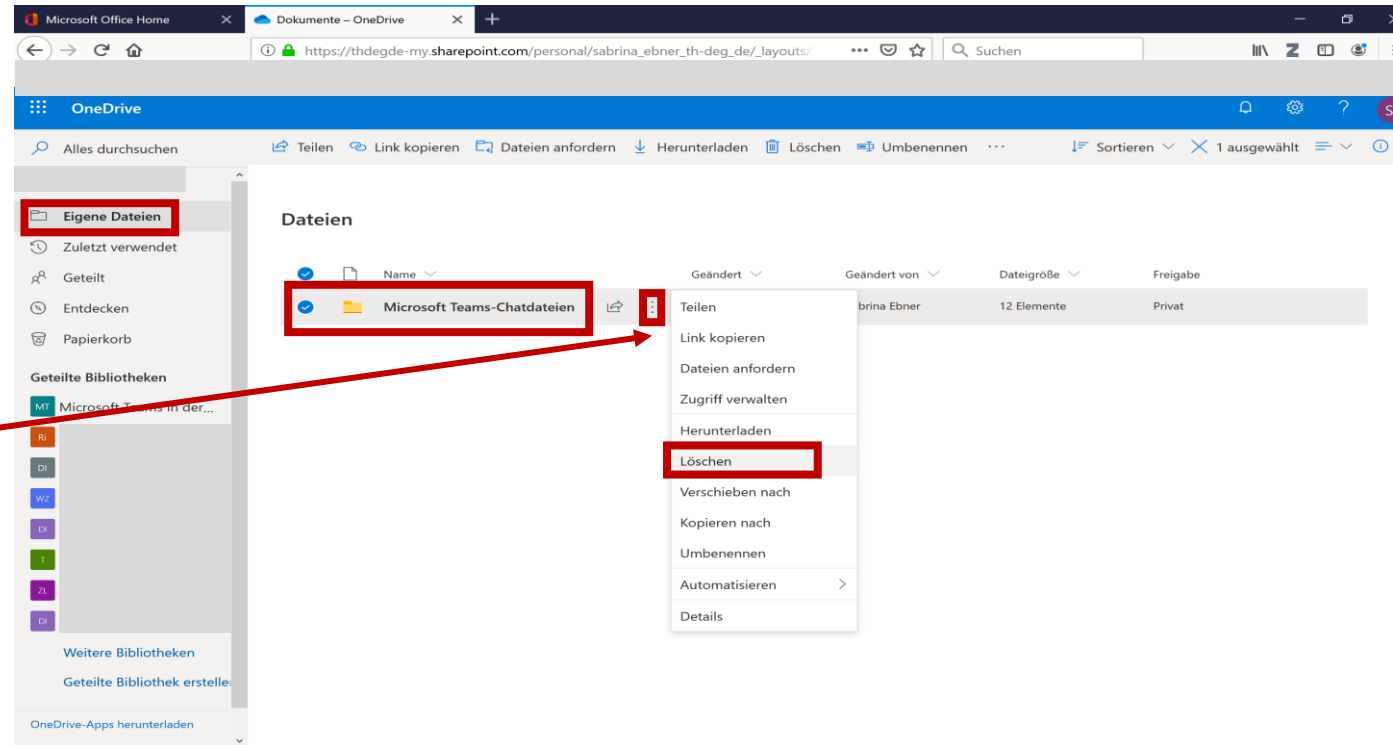 Microsoft Office Home
Dokumente – OneDrive
https://thdegde-my.sharepoint.com/personal/sabrina_ebner_th-deg_de/_layouts/
Suchen
OneDrive
S
Alles durchsuchen
Teilen Link kopieren Dateien anfordern Herunterladen Löschen Umbenennen ... Sortieren 1 ausgewählt
Eigene Dateien
Zuletzt verwendet
Geteilt
Entdecken
Papierkorb
Geteilte Bibliotheken
MT Microsoft Teams in der...
Ri
DI
WZ
DI
T
ZL
DI
Weitere Bibliotheken
Geteilte Bibliothek erstelle
OneDrive-Apps herunterladen
Dateien
Name Geändert Geändert von Dateigröße Freigabe
Microsoft Teams-Chatdateien brina Ebner 12 Elemente Privat
Teilen
Link kopieren
Dateien anfordern
Zugriff verwalten
Herunterladen
Löschen
Verschieben nach
Kopieren nach
Umbenennen
Automatisieren
Details